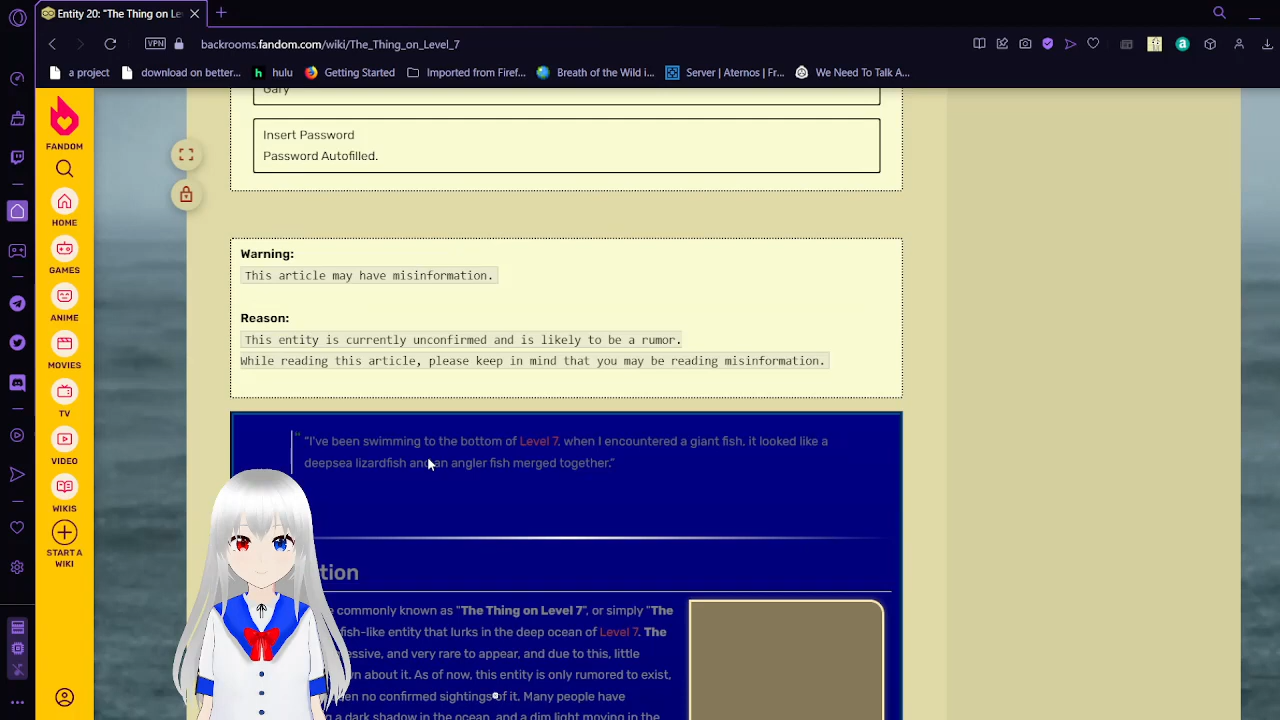 Entity 20: "The Thing on Le
backrooms.fandom.com/wiki/The_Thing_on_Level_7
VPN
a project
download on better...
hulu
Getting Started
Imported from Firef...
Breath of the Wild i...
Server | Aternos | Fr...
We Need To Talk A...
FANDOM
HOME
GAMES
ANIME
MOVIES
TV
VIDEO
WIKIS
START A
WIKI
Gary
Insert Password
Password Autofilled.
Warning:
This article may have misinformation.
Reason:
This entity is currently unconfirmed and is likely to be a rumor.
While reading this article, please keep in mind that you may be reading misinformation.
"I've been swimming to the bottom of Level 7, when I encountered a giant fish, it looked like a
deepsea lizardfish and an angler fish merged together."
tion
e commonly known as "The Thing on Level 7", or simply "The
fish-like entity that lurks in the deep ocean of Level 7. The
essive, and very rare to appear, and due to this, little
n about it. As of now, this entity is only rumored to exist,
en no confirmed sightings of it. Many people have
g a dark shadow in the ocean, and a dim light moving in the